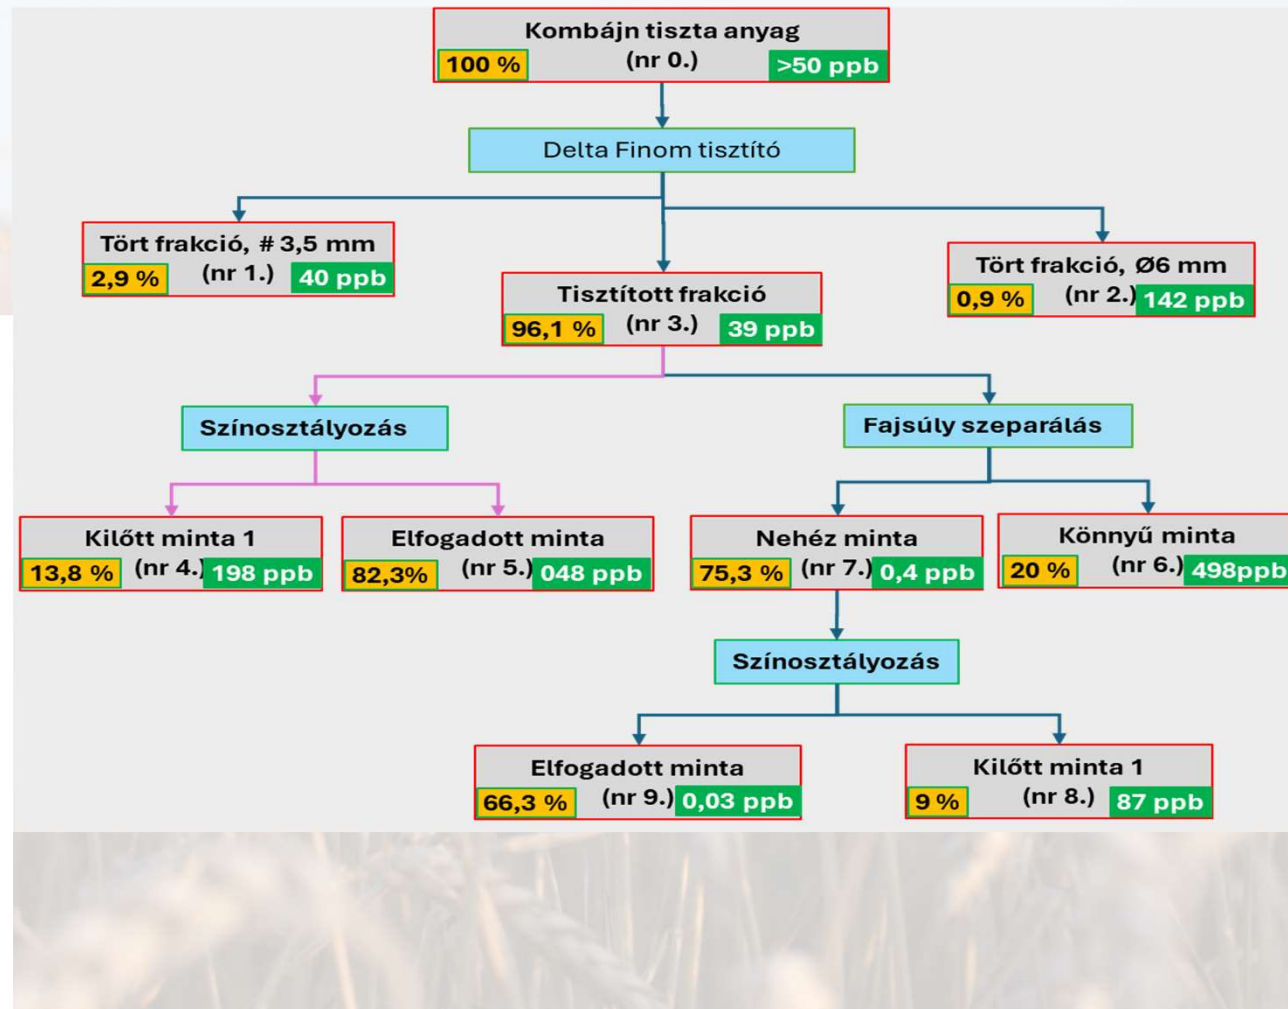 Kombájn tiszta anyag
(nr 0.)
100 %
>50 ppb
Delta Finom tisztító
Tört frakció, # 3,5 mm
(nr 1.)
2,9 %
40 ppb
Tisztított frakció
(nr 3.)
96,1 %
39 ppb
Tört frakció, Ø6 mm
(nr 2.)
0,9 %
142 ppb
Színosztályozás
Fajsúly szeparálás
Kilőtt minta 1
(nr 4.)
13,8 %
198 ppb
Elfogadott minta
(nr 5.)
82,3%
048 ppb
Nehéz minta
(nr 7.)
75,3 %
0,4 ppb
Könnyű minta
(nr 6.)
20 %
498ppb
Színosztályozás
Elfogadott minta
(nr 9.)
66,3 %
0,03 ppb
Kilőtt minta 1
(nr 8.)
9 %
87 ppb